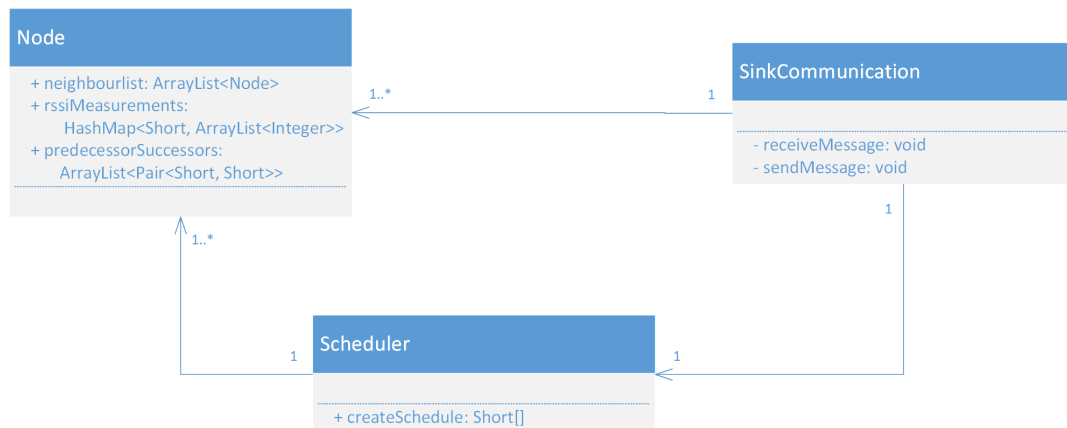 Node
+ neighbourlist: ArrayList<Node>
+ rssiMeasurements:
HashMap<Short, ArrayList<Integer>>
+ predecessorSuccessors:
ArrayList<Pair<Short, Short>>
1..*
1
SinkCommunication
- receiveMessage: void
- sendMessage: void
1
1..*
1
Scheduler
+ createSchedule: Short[]
1